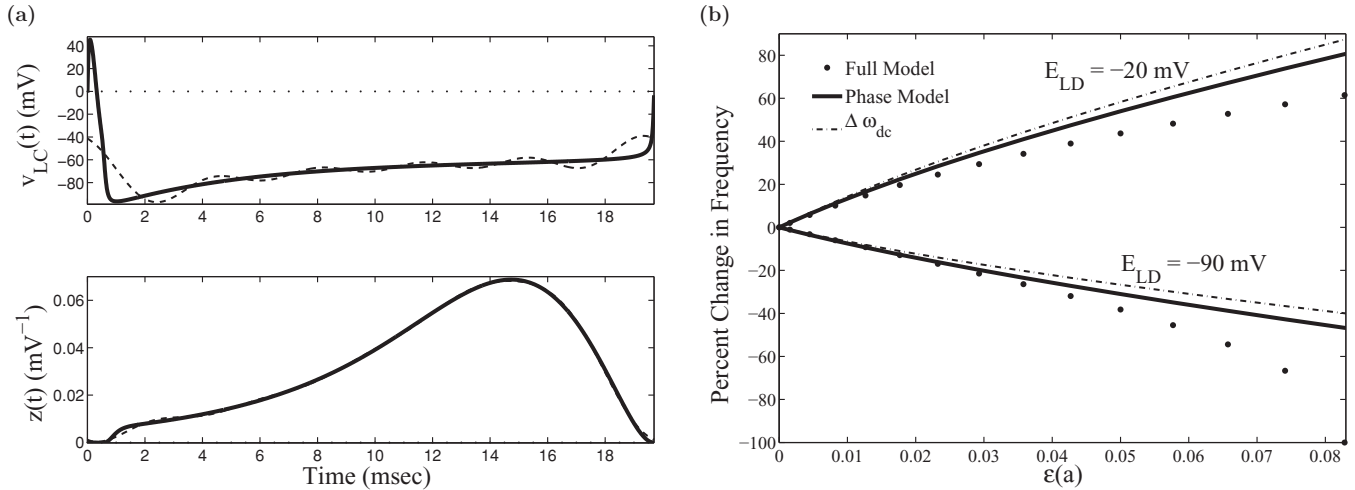 (a)
v_LC(t) (mV)
40
20
0
−20
−40
−60
−80
0 2 4 6 8 10 12 14 16 18
z(t) (mV⁻¹)
0.06
0.04
0.02
0
0 2 4 6 8 10 12 14 16 18
Time (msec)
(b)
Percent Change in Frequency
80
60
40
20
0
−20
−40
−60
−80
−100
Full Model
Phase Model
Δ ω_dc
E_LD = −20 mV
E_LD = −90 mV
0 0.01 0.02 0.03 0.04 0.05 0.06 0.07 0.08
ε(a)